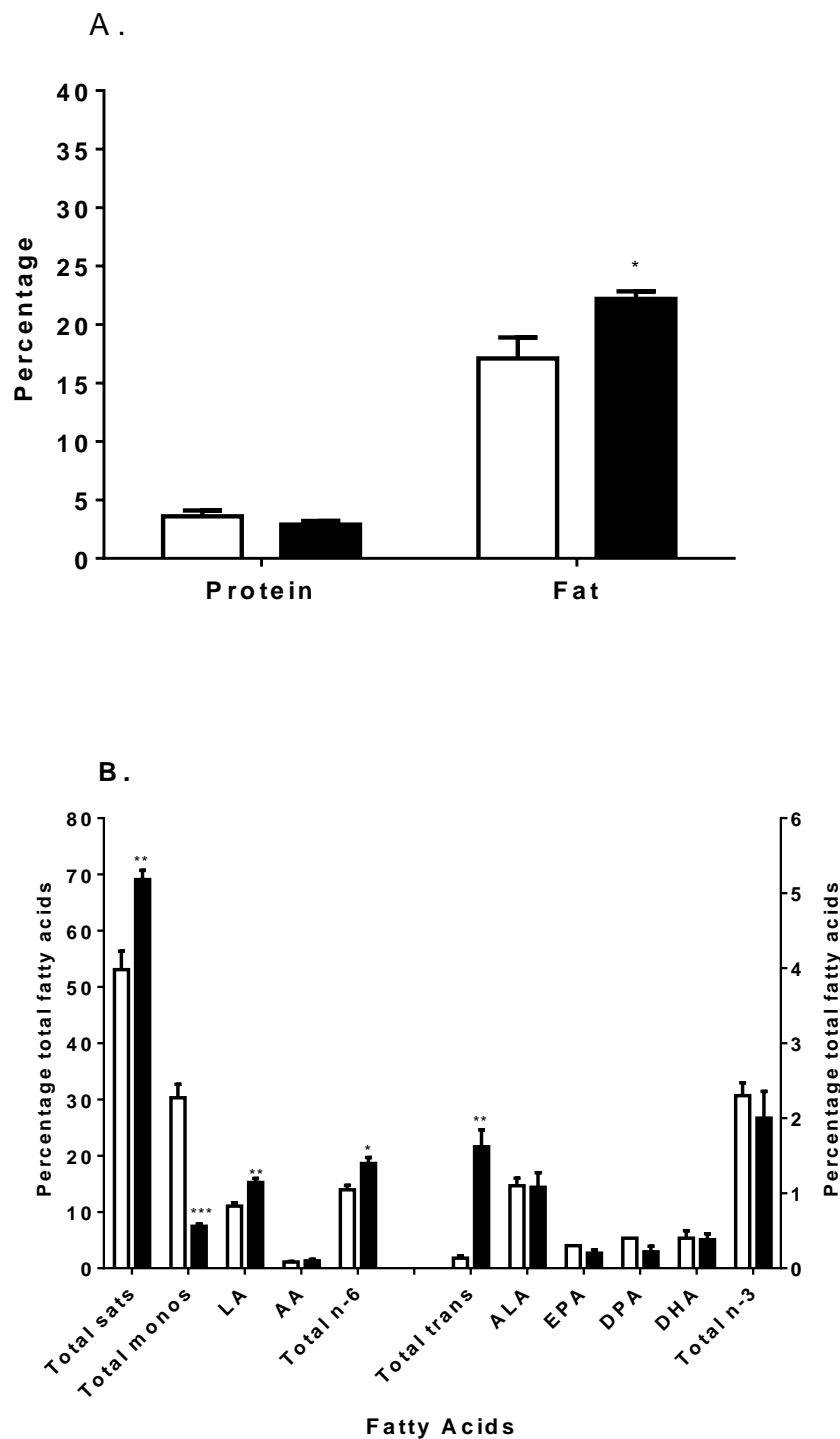 A.
40
35
30
25
20
15
10
5
0
Percentage
*
Protein Fat
B.
80
70
60
50
40
30
20
10
0
Percentage total fatty acids
6
5
4
3
2
1
0
Percentage total fatty acids
**
***
**
*
**
Total sats
Total monos
LA
AA
Total n-6
Total trans
ALA
EPA
DPA
DHA
Total n-3
Fatty Acids